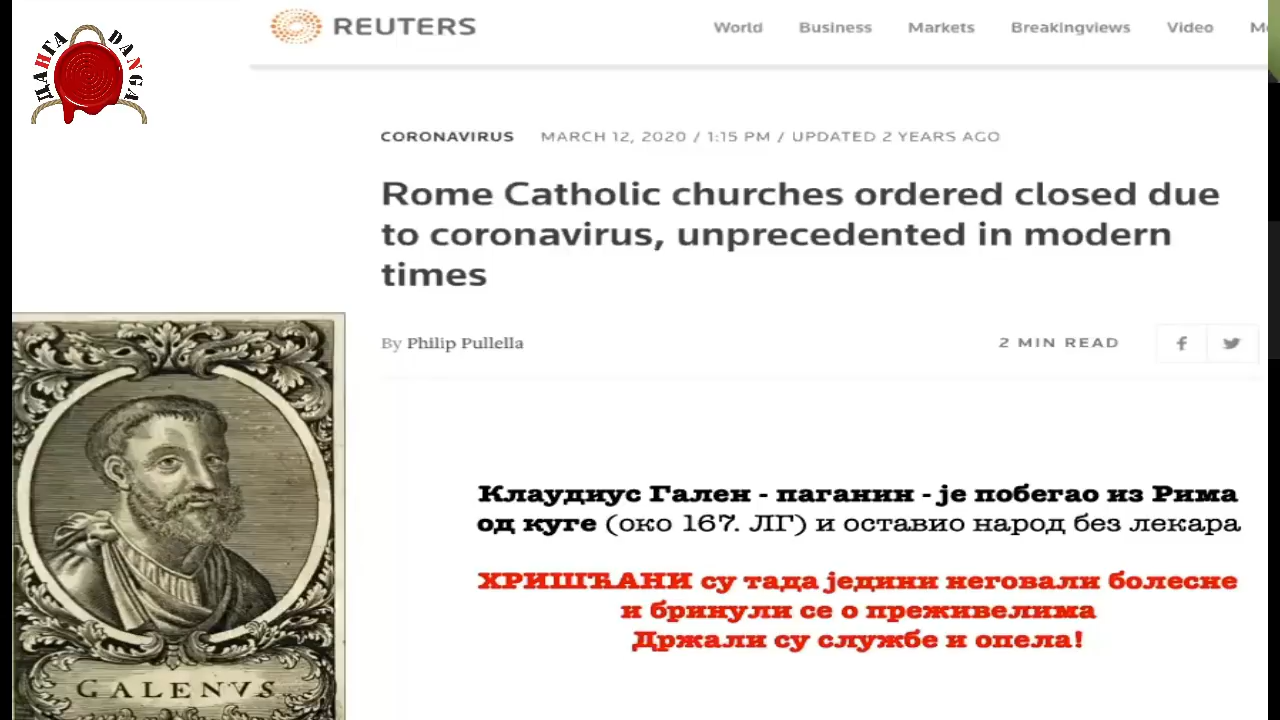 ПАНГА DANGA
REUTERS
World Business Markets Breakingviews Video
CORONAVIRUS MARCH 12, 2020 / 1:15 PM / UPDATED 2 YEARS AGO
Rome Catholic churches ordered closed due
to coronavirus, unprecedented in modern
times
By Philip Pullella
2 MIN READ
Клаудиус Гален - паганин - је побегао из Рима
од куге (око 167. ЛГ) и оставио народ без лекара
ХРИШЋАНИ су тада једини неговали болесне
и бринули се о преживелима
Држали су службе и опела!
GALENVS